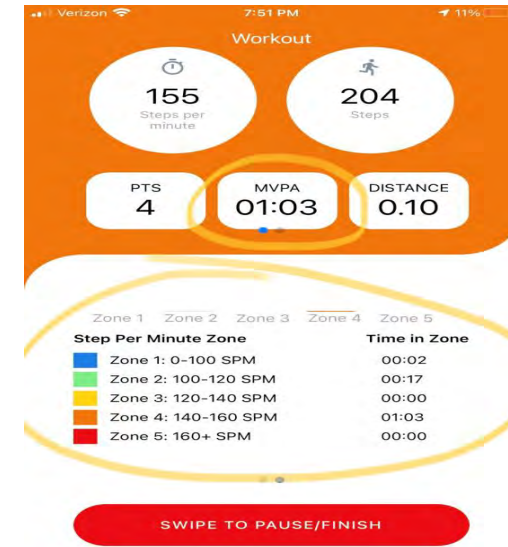 Verizon 7:51 PM 11%
Workout
155 204
Steps per minute Steps
PTS MVPA DISTANCE
4 01:03 0.10
Zone 1 Zone 2 Zone 3 Zone 4 Zone 5
Step Per Minute Zone Time in Zone
Zone 1: 0-100 SPM 00:02
Zone 2: 100-120 SPM 00:17
Zone 3: 120-140 SPM 00:00
Zone 4: 140-160 SPM 01:03
Zone 5: 160+ SPM 00:00
SWIPE TO PAUSE/FINISH